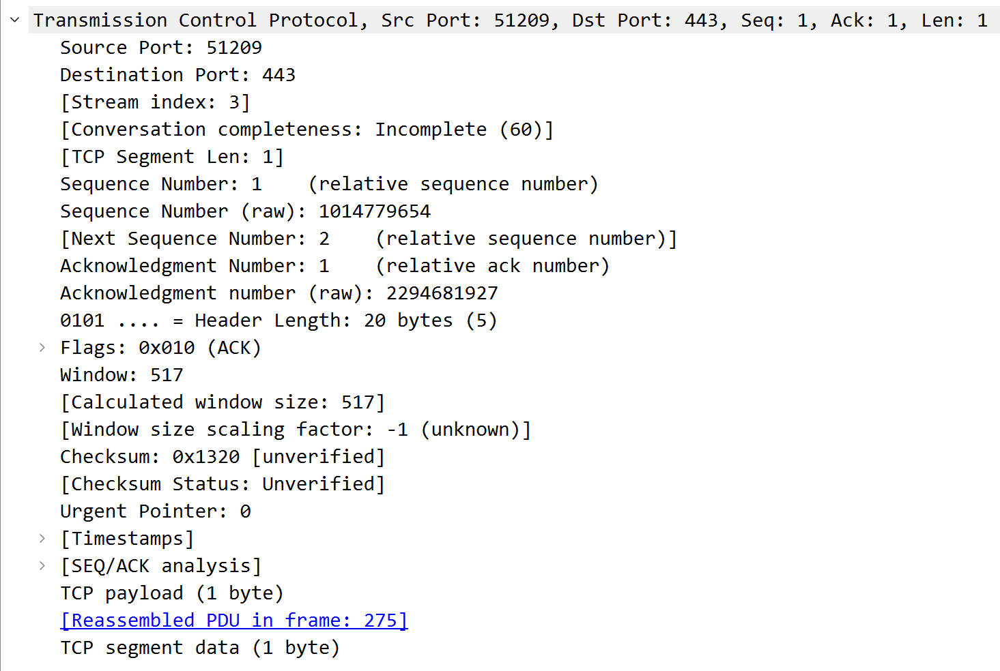 Transmission Control Protocol, Src Port: 51209, Dst Port: 443, Seq: 1, Ack: 1, Len: 1
Source Port: 51209
Destination Port: 443
[Stream index: 3]
[Conversation completeness: Incomplete (60)]
[TCP Segment Len: 1]
Sequence Number: 1    (relative sequence number)
Sequence Number (raw): 1014779654
[Next Sequence Number: 2    (relative sequence number)]
Acknowledgment Number: 1    (relative ack number)
Acknowledgment number (raw): 2294681927
0101 .... = Header Length: 20 bytes (5)
Flags: 0x010 (ACK)
Window: 517
[Calculated window size: 517]
[Window size scaling factor: -1 (unknown)]
Checksum: 0x1320 [unverified]
[Checksum Status: Unverified]
Urgent Pointer: 0
[Timestamps]
[SEQ/ACK analysis]
TCP payload (1 byte)
[Reassembled PDU in frame: 275]
TCP segment data (1 byte)